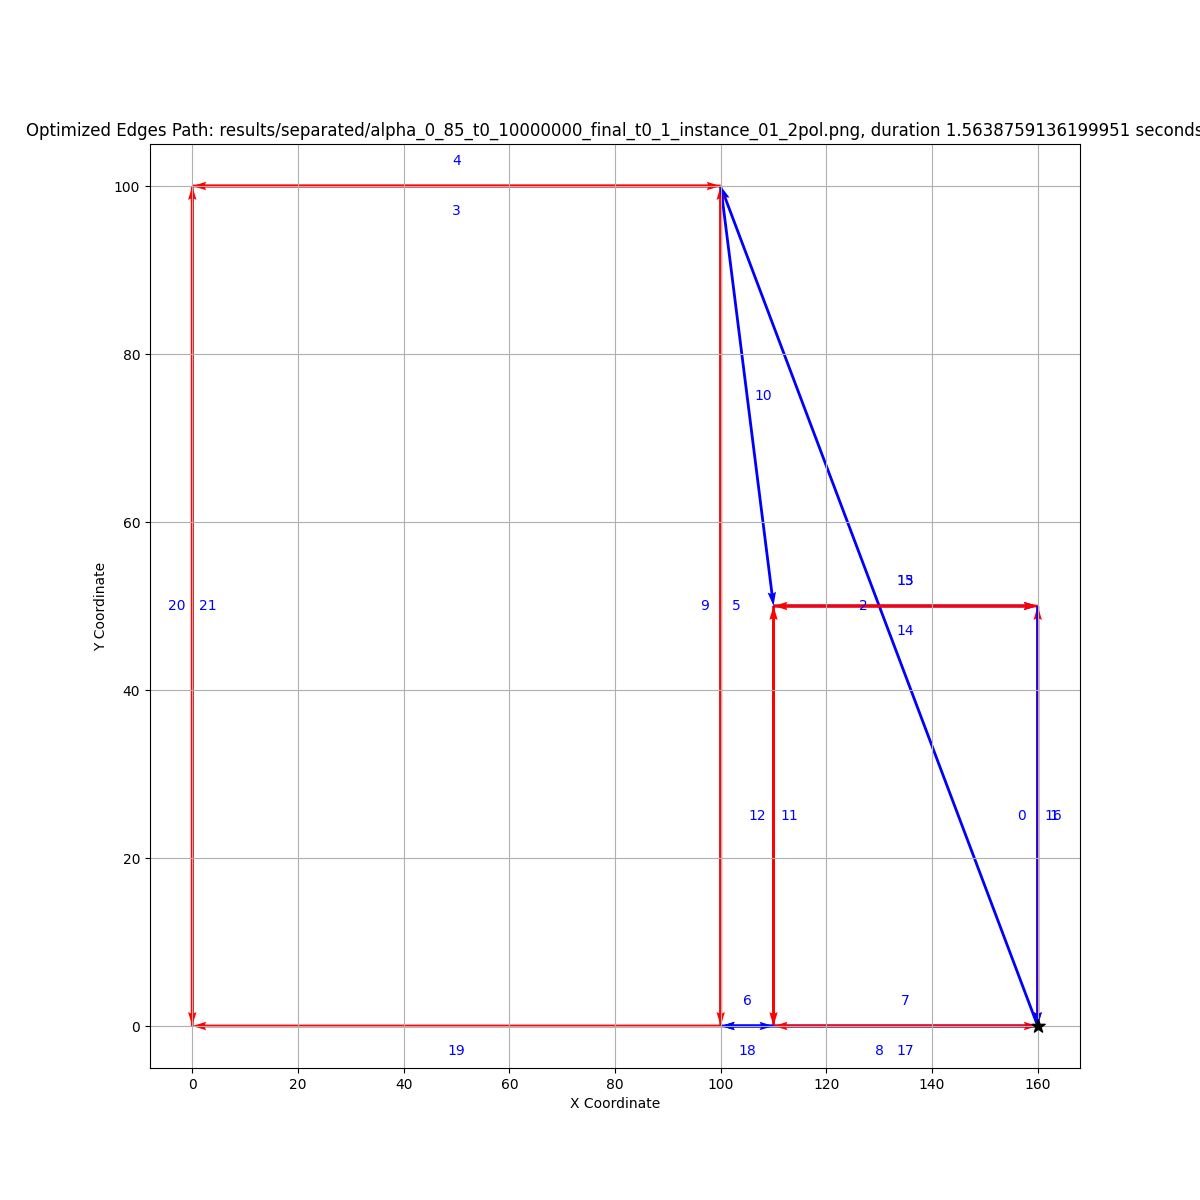 Optimized Edges Path: results/separated/alpha_0_85_t0_10000000_final_t0_1_instance_01_2pol.png, duration 1.5638759136199951 seconds
4
100
3
80
10
60
13
20 21 9 5 2
14
40
12 11 0 16
20
6 7
0
19 18 8 17
0 20 40 60 80 100 120 140 160
X Coordinate
Y Coordinate